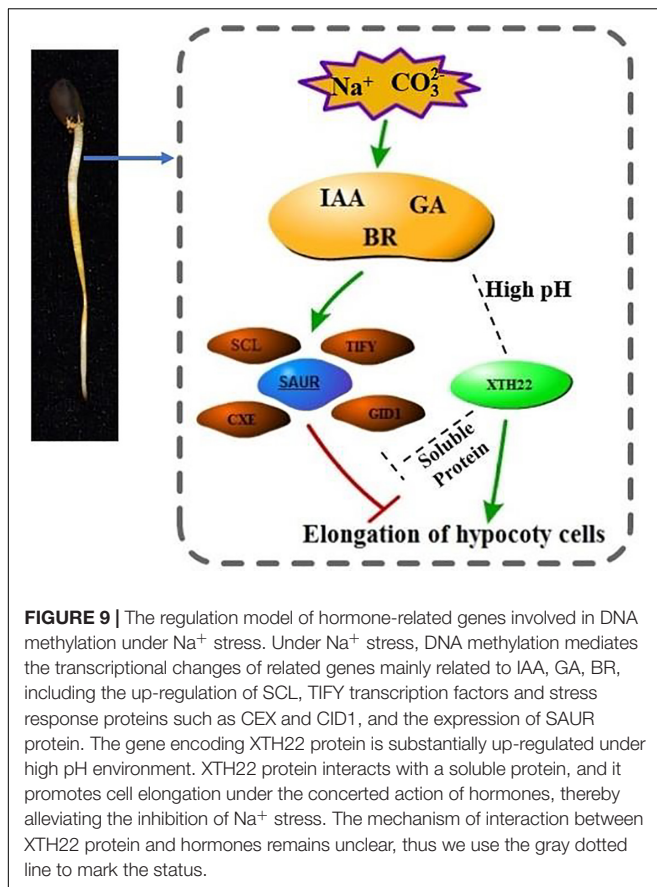 Na⁺ CO₃²⁻
IAA GA
BR
High pH
SCL TIFY
SAUR
XTH22
CXE GID1
Soluble
Protein
Elongation of hypocoty cells
FIGURE 9 | The regulation model of hormone-related genes involved in DNA
methylation under Na⁺ stress. Under Na⁺ stress, DNA methylation mediates
the transcriptional changes of related genes mainly related to IAA, GA, BR,
including the up-regulation of SCL, TIFY transcription factors and stress
response proteins such as CEX and CID1, and the expression of SAUR
protein. The gene encoding XTH22 protein is substantially up-regulated under
high pH environment. XTH22 protein interacts with a soluble protein, and it
promotes cell elongation under the concerted action of hormones, thereby
alleviating the inhibition of Na⁺ stress. The mechanism of interaction between
XTH22 protein and hormones remains unclear, thus we use the gray dotted
line to mark the status.